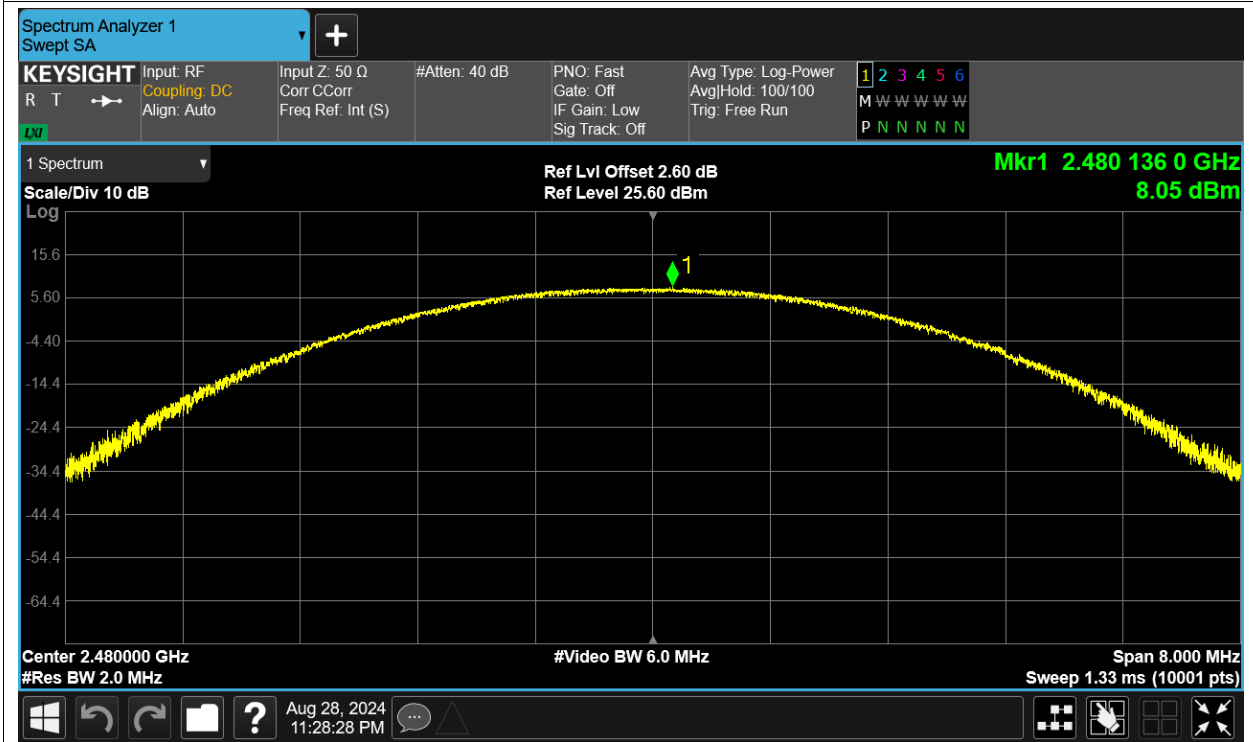 Spectrum Analyzer 1
Swept SA
KEYSIGHT
R T
LXI
Input: RF
Coupling: DC
Align: Auto
Input Z: 50 Ω
Corr CCorr
Freq Ref: Int (S)
#Atten: 40 dB
PNO: Fast
Gate: Off
IF Gain: Low
Sig Track: Off
Avg Type: Log-Power
Avg|Hold: 100/100
Trig: Free Run
1 2 3 4 5 6
M W W W W W
P N N N N N
1 Spectrum
Scale/Div 10 dB
Log
Ref Lvl Offset 2.60 dB
Ref Level 25.60 dBm
Mkr1 2.480 136 0 GHz
8.05 dBm
1
15.6
5.60
-4.40
-14.4
-24.4
-34.4
-44.4
-54.4
-64.4
Center 2.480000 GHz
#Res BW 2.0 MHz
#Video BW 6.0 MHz
Span 8.000 MHz
Sweep 1.33 ms (10001 pts)
?
Aug 28, 2024
11:28:28 PM